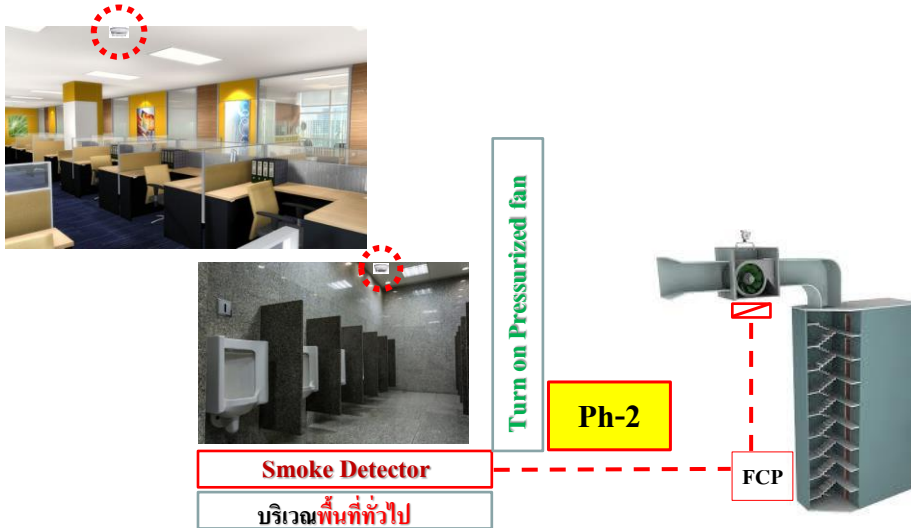 Turn on Pressurized fan
Ph-2
Smoke Detector
FCP
บริเวณพื้นที่ทั่วไป